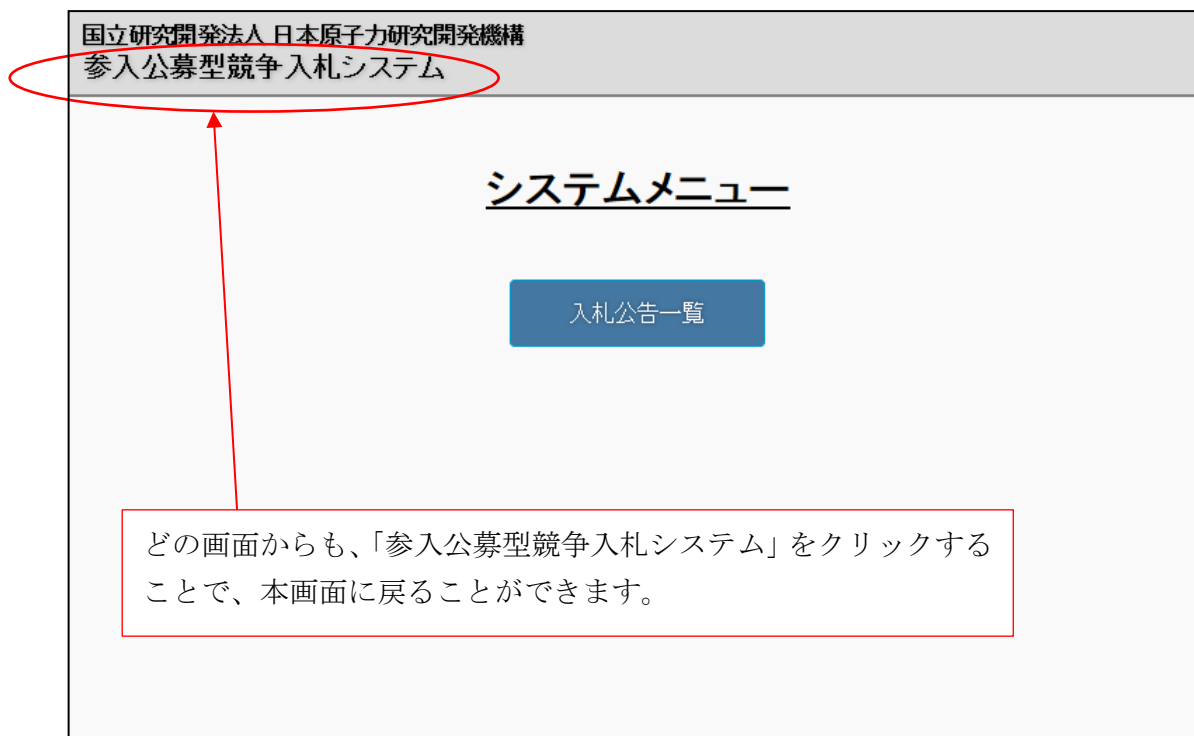 国立研究開発法人 日本原子力研究開発機構
参入公募型競争入札システム
システムメニュー
入札公告一覧
どの画面からも、「参入公募型競争入札システム」をクリックする
ことで、本画面に戻ることができます。